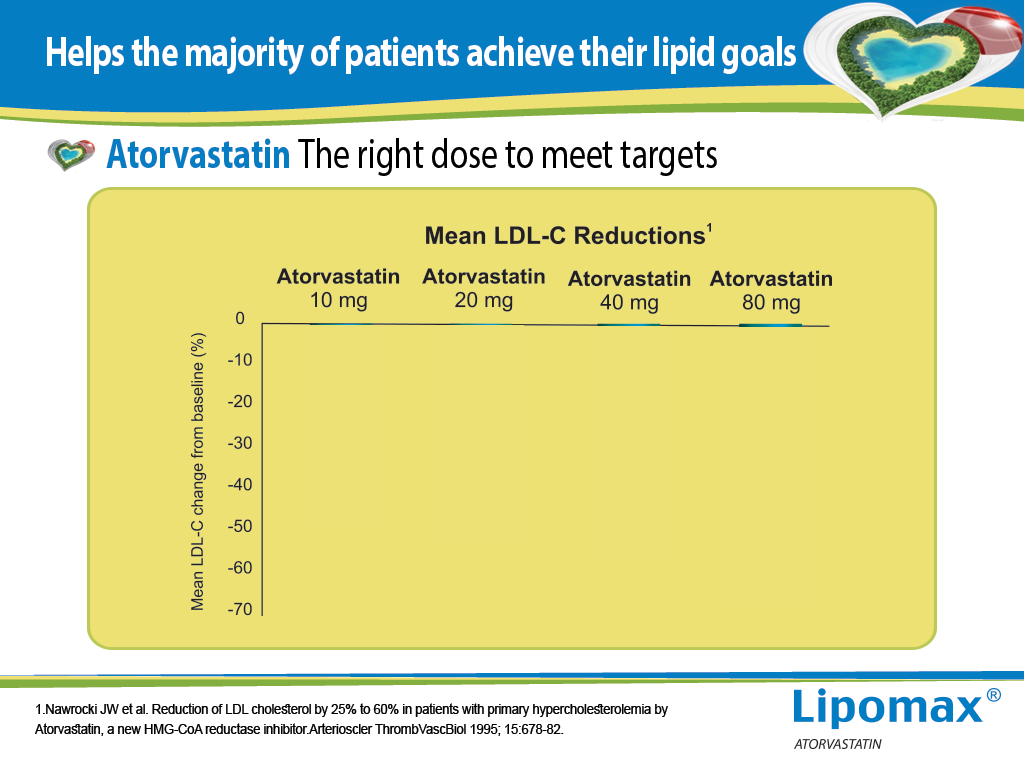 Helps the majority of patients achieve their lipid goals
Atorvastatin The right dose to meet targets
Mean LDL-C Reductions1
Atorvastatin Atorvastatin Atorvastatin Atorvastatin
10 mg 20 mg 40 mg 80 mg
Mean LDL-C change from baseline (%)
0
-10
-20
-30
-40
-50
-60
-70
1.Nawrocki JW et al. Reduction of LDL cholesterol by 25% to 60% in patients with primary hypercholesterolemia by
Atorvastatin, a new HMG-CoA reductase inhibitor.Arterioscler ThrombVascBiol 1995; 15:678-82.
Lipomax®
ATORVASTATIN